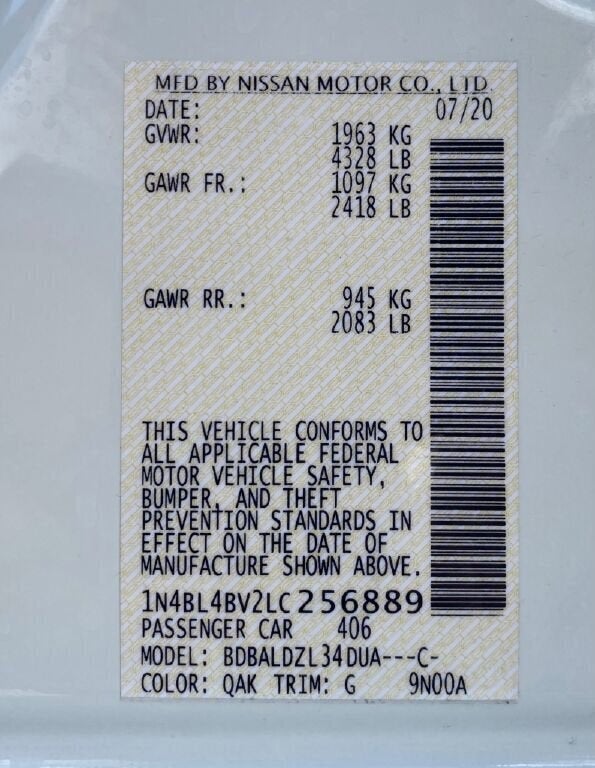 MFD BY NISSAN MOTOR CO., LTD.
DATE: 07/20
GVWR: 1963 KG
4328 LB
GAWR FR.: 1097 KG
2418 LB
GAWR RR.: 945 KG
2083 LB
THIS VEHICLE CONFORMS TO
ALL APPLICABLE FEDERAL
MOTOR VEHICLE SAFETY,
BUMPER, AND THEFT
PREVENTION STANDARDS IN
EFFECT ON THE DATE OF
MANUFACTURE SHOWN ABOVE.
1N4BL4BV2LC256889
PASSENGER CAR 406
MODEL: BDBALDZL34DUA---C-
COLOR: QAK TRIM: G 9N00A